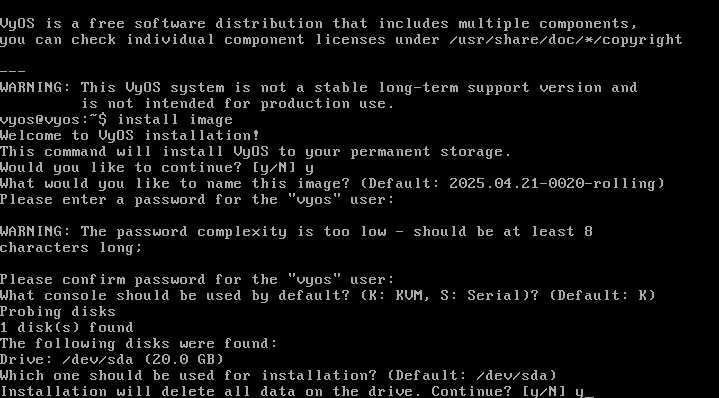 VyOS is a free software distribution that includes multiple components,
you can check individual component licenses under /usr/share/doc/*/copyright
---
WARNING: This VyOS system is not a stable long-term support version and
is not intended for production use.
vyos@vyos:~$ install image
Welcome to VyOS installation!
This command will install VyOS to your permanent storage.
Would you like to continue? [y/N] y
What would you like to name this image? (Default: 2025.04.21-0020-rolling)
Please enter a password for the "vyos" user:
WARNING: The password complexity is too low - should be at least 8
characters long;
Please confirm password for the "vyos" user:
What console should be used by default? (K: KVM, S: Serial)? (Default: K)
Probing disks
1 disk(s) found
The following disks were found:
Drive: /dev/sda (20.0 GB)
Which one should be used for installation? (Default: /dev/sda)
Installation will delete all data on the drive. Continue? [y/N] y_